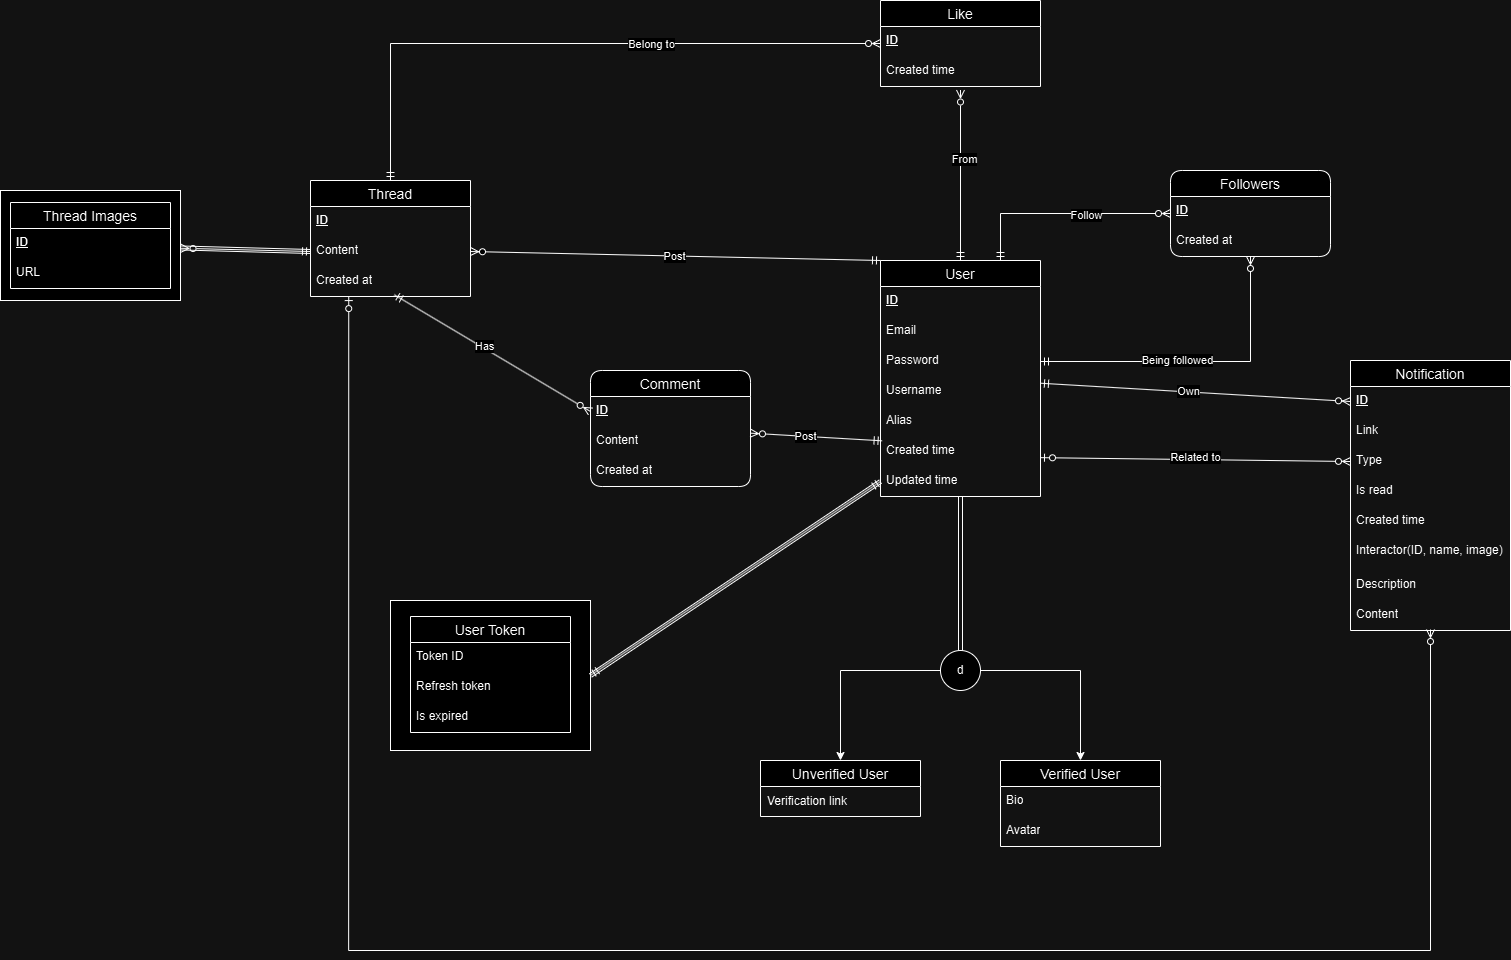 Like
ID
Created time
Belong to
From
Thread
ID
Content
Created at
Thread Images
ID
URL
Post
Followers
ID
Created at
Follow
User
ID
Email
Password
Username
Alias
Created time
Updated time
Being followed
Own
Related to
Notification
ID
Link
Type
Is read
Created time
Interactor(ID, name, image)
Description
Content
Has
Comment
ID
Content
Created at
Post
User Token
Token ID
Refresh token
Is expired
d
Unverified User
Verification link
Verified User
Bio
Avatar